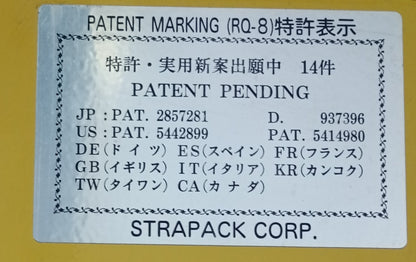 PATENT MARKING (RQ-8)特許表示
特許・実用新案出願中 14件
PATENT PENDING
JP:PAT. 2857281 D. 937396
US:PAT. 5442899 PAT. 5414980
DE(ドイツ) ES(スペイン) FR(フランス)
GB(イギリス) IT(イタリア) KR(カンコク)
TW(タイワン) CA(カナダ)
STRAPACK CORP.